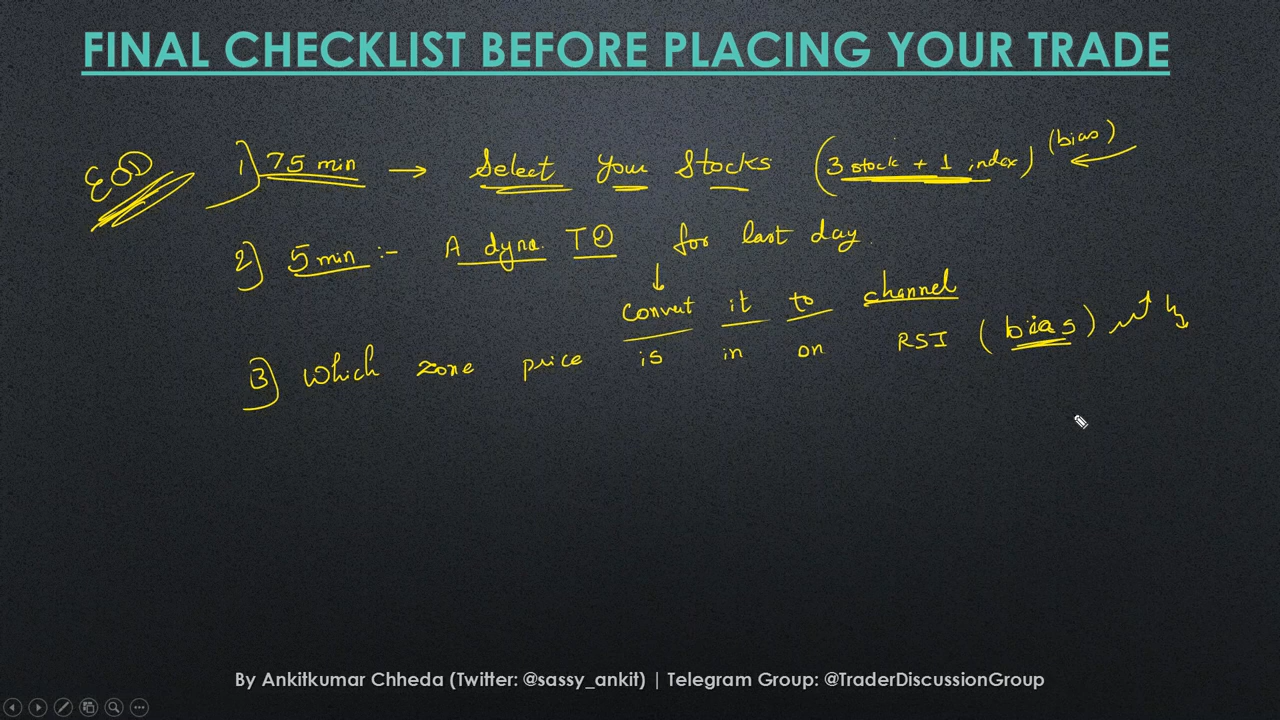 FINAL CHECKLIST BEFORE PLACING YOUR TRADE
EOD 1) 75 min → Select Your Stocks (3 stock + 1 index) (bias)
2) 5 min :- A dyna. for last day.
↓
Convert it to channel
3) Which zone price is in on RSI (bias)
By Ankitkumar Chheda (Twitter: @sassy_ankit) | Telegram Group: @TraderDiscussionGroup